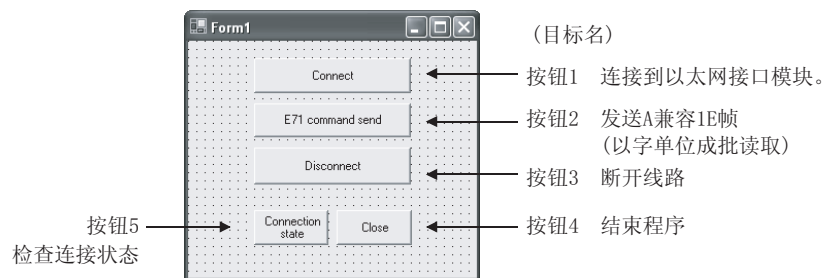 Form1
(目标名)
Connect
按钮1 连接到以太网接口模块。
E71 command send
按钮2 发送A兼容1E帧
(以字单位成批读取)
Disconnect
按钮3 断开线路
按钮5
检查连接状态
Connection
state
Close
按钮4 结束程序